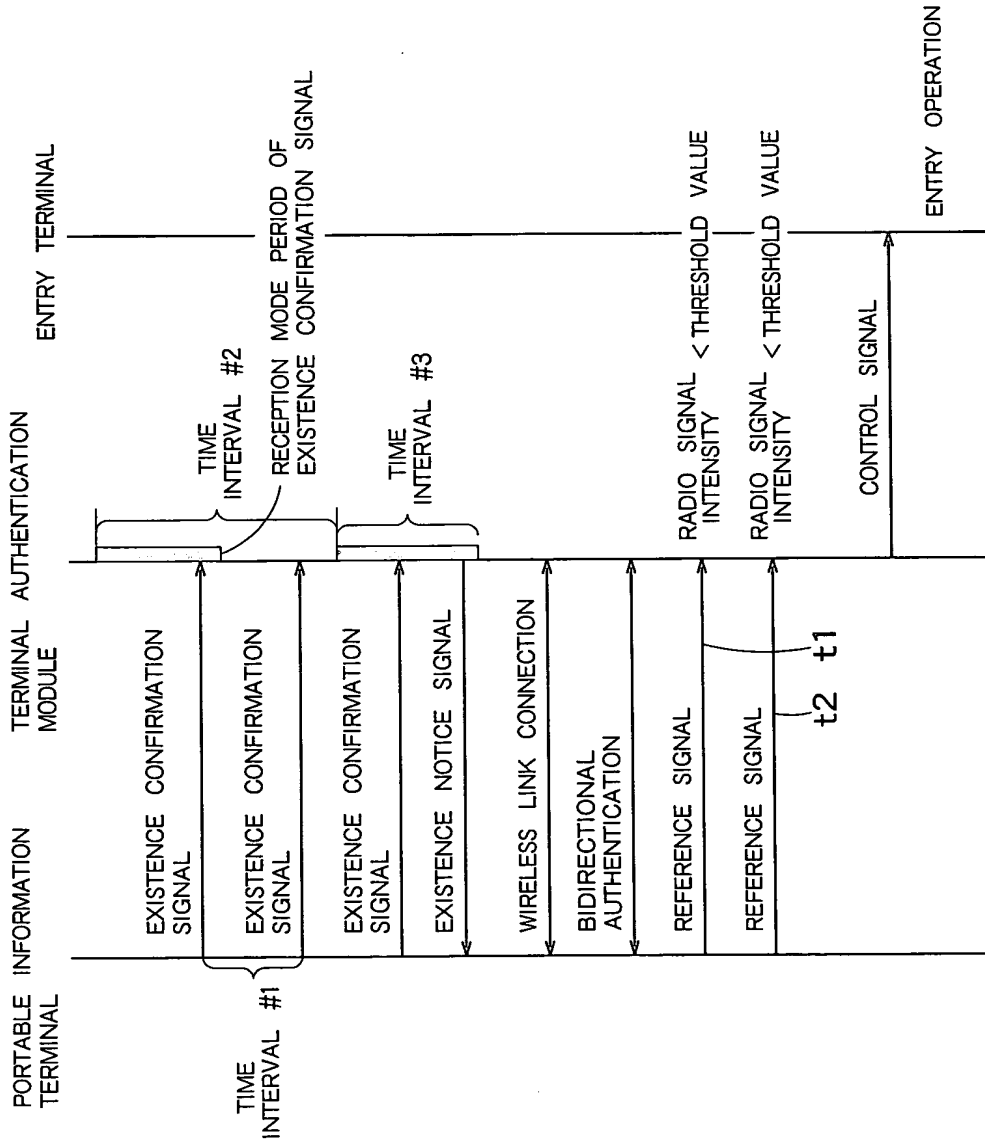 PORTABLE INFORMATION
TERMINAL
TERMINAL AUTHENTICATION
MODULE
ENTRY TERMINAL
TIME
INTERVAL #1
EXISTENCE CONFIRMATION
SIGNAL
EXISTENCE CONFIRMATION
SIGNAL
EXISTENCE CONFIRMATION
SIGNAL
EXISTENCE NOTICE SIGNAL
WIRELESS LINK CONNECTION
BIDIRECTIONAL
AUTHENTICATION
REFERENCE SIGNAL
t1
REFERENCE SIGNAL
t2
TIME
INTERVAL #2
RECEPTION MODE PERIOD OF
EXISTENCE CONFIRMATION SIGNAL
TIME
INTERVAL #3
RADIO SIGNAL < THRESHOLD VALUE
INTENSITY
RADIO SIGNAL < THRESHOLD VALUE
INTENSITY
CONTROL SIGNAL
ENTRY OPERATION